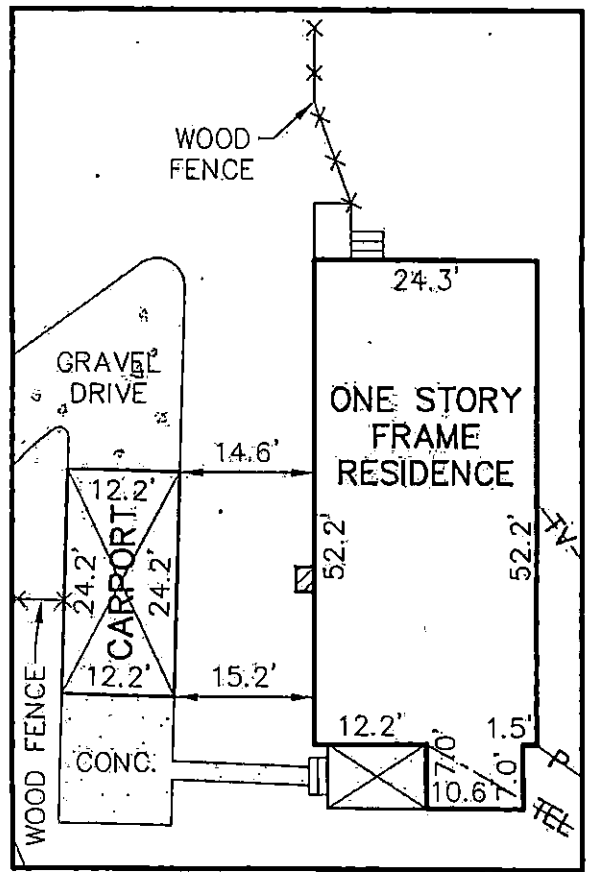 WOOD
FENCE
24.3'
GRAVEL
DRIVE
ONE STORY
FRAME
RESIDENCE
14.6'
12.2'
CARPORT
24.2'
24.2'
52.2'
52.2'
TV
12.2'
15.2'
WOOD FENCE
CONC.
12.2'
1.5'
7.0'
10.6'
7.0'
P
TEL